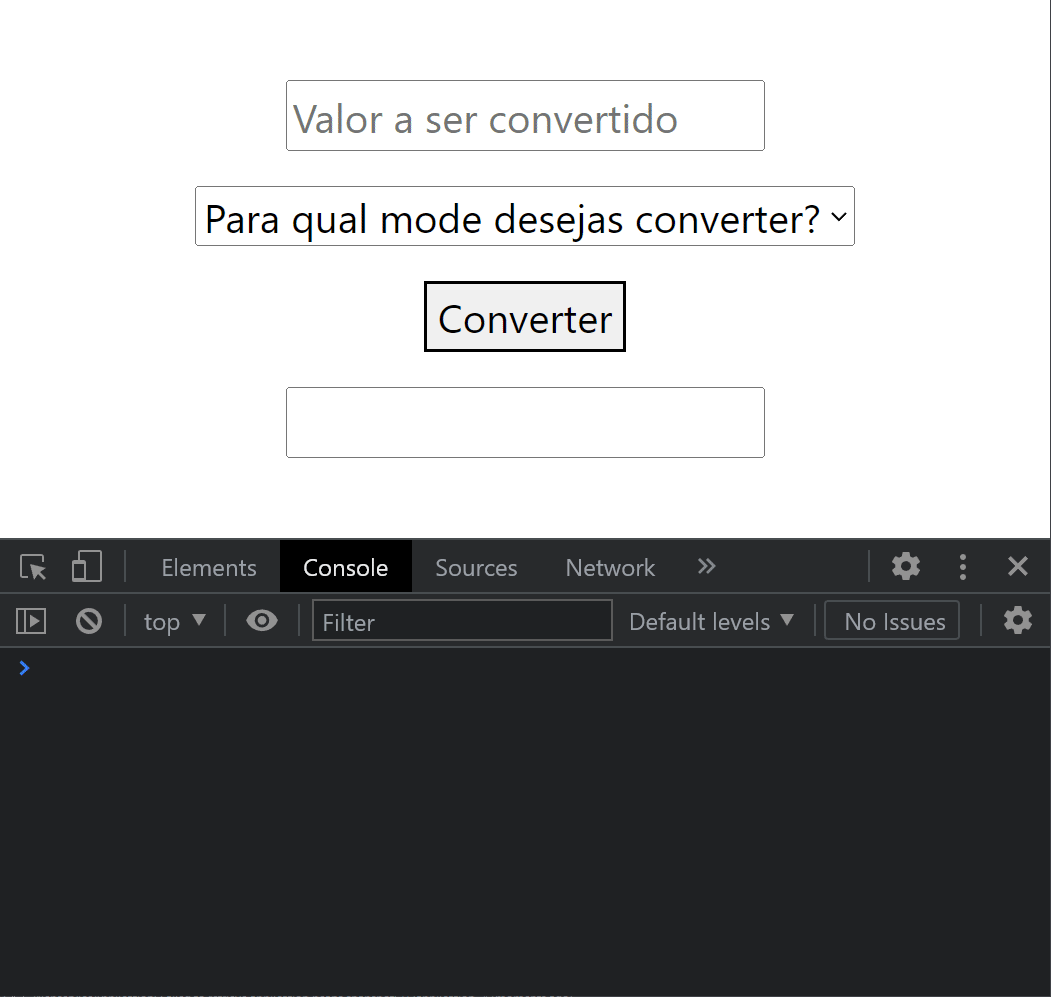 Valor a ser convertido
Para qual mode desejas converter?
Converter
Elements Console Sources Network
top Filter Default levels No Issues